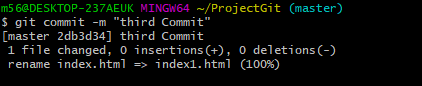 m56@DESKTOP-237AEUK MINGW64 ~/ProjectGit (master)
$ git commit -m "third Commit"
[master 2db3d34] third Commit
 1 file changed, 0 insertions(+), 0 deletions(-)
 rename index.html => index1.html (100%)